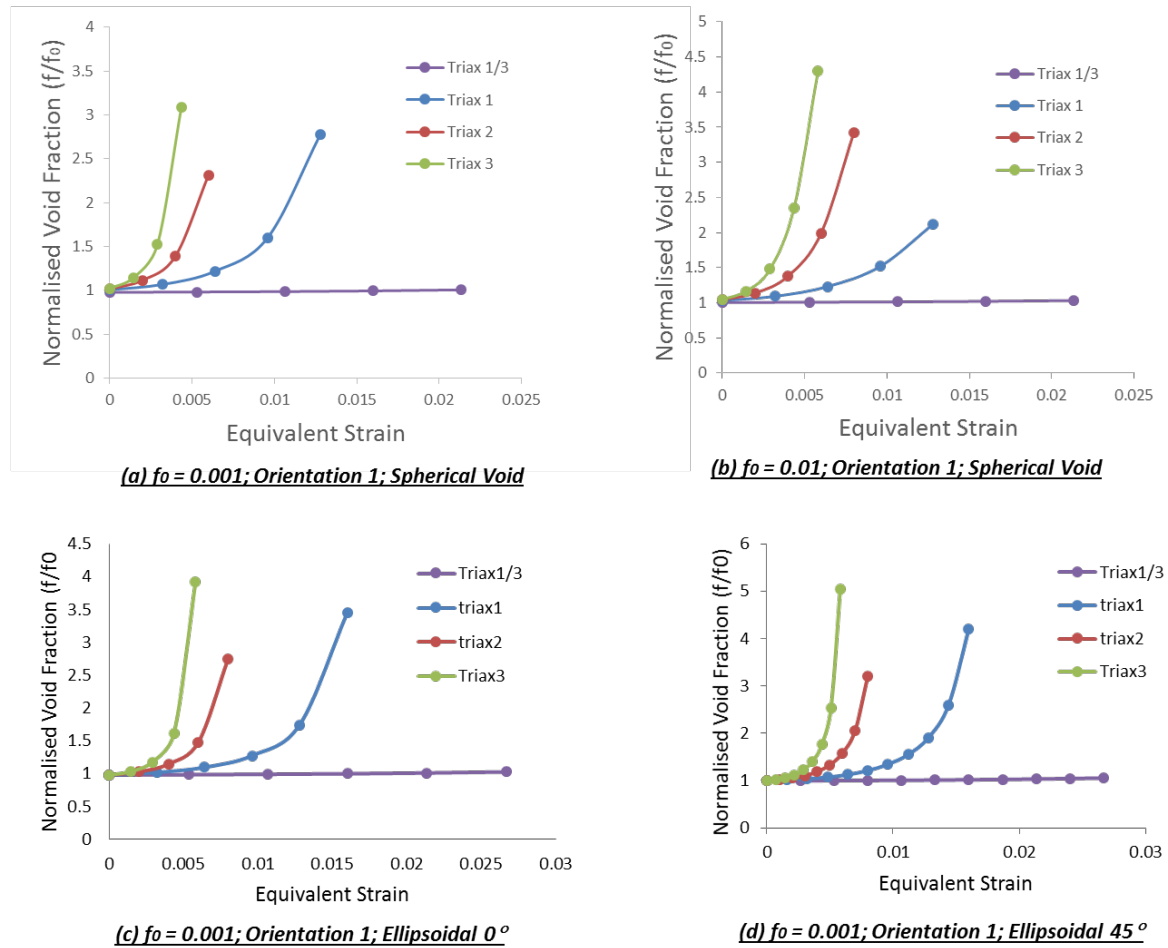 Normalised Void Fraction (f/f0)
4
3.5
3
2.5
2
1.5
1
0.5
0
0 0.005 0.01 0.015 0.02 0.025
Equivalent Strain
Triax 1/3
Triax 1
Triax 2
Triax 3
(a) f0 = 0.001; Orientation 1; Spherical Void
Normalised Void Fraction (f/f0)
5
4.5
4
3.5
3
2.5
2
1.5
1
0.5
0
0 0.005 0.01 0.015 0.02 0.025
Equivalent Strain
Triax 1/3
Triax 1
Triax 2
Triax 3
(b) f0 = 0.01; Orientation 1; Spherical Void
Normalised Void Fraction (f/f0
4.5
4
3.5
3
2.5
2
1.5
1
0.5
0
0 0.005 0.01 0.015 0.02 0.025 0.03
Equivalent Strain
Triax1/3
triax1
triax2
Triax3
(c) f0 = 0.001; Orientation 1; Ellipsoidal 0 o
Normalised Void Fraction (f/f0)
6
5
4
3
2
1
0
0 0.01 0.02 0.03
Equivalent Strain
Triax1/3
triax1
triax2
Triax3
(d) f0 = 0.001; Orientation 1; Ellipsoidal 45 o